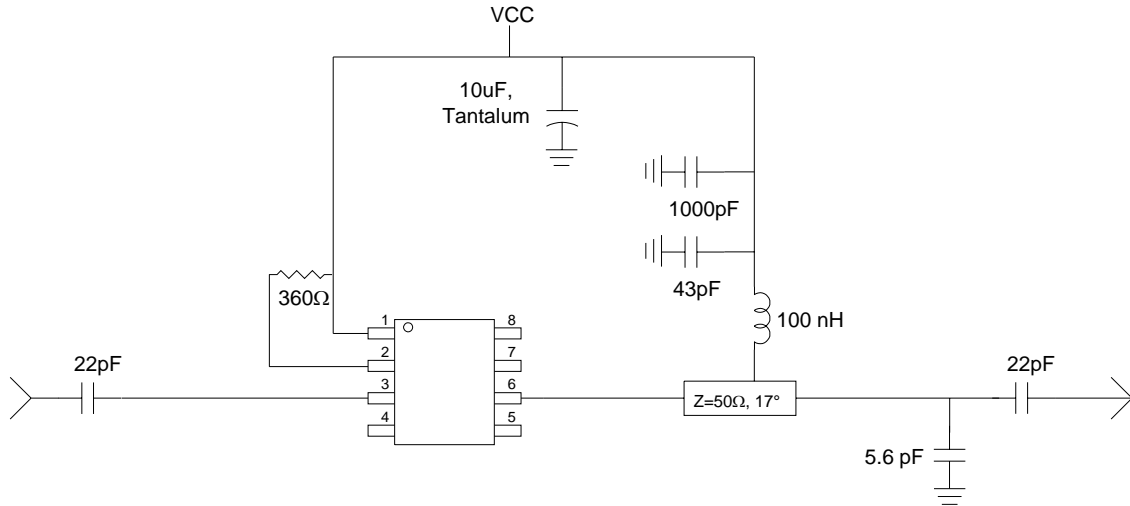 VCC
10uF,
Tantalum
1000pF
43pF
360Ω
100 nH
1
8
2
7
3
6
4
5
22pF
Z=50Ω, 17°
22pF
5.6 pF